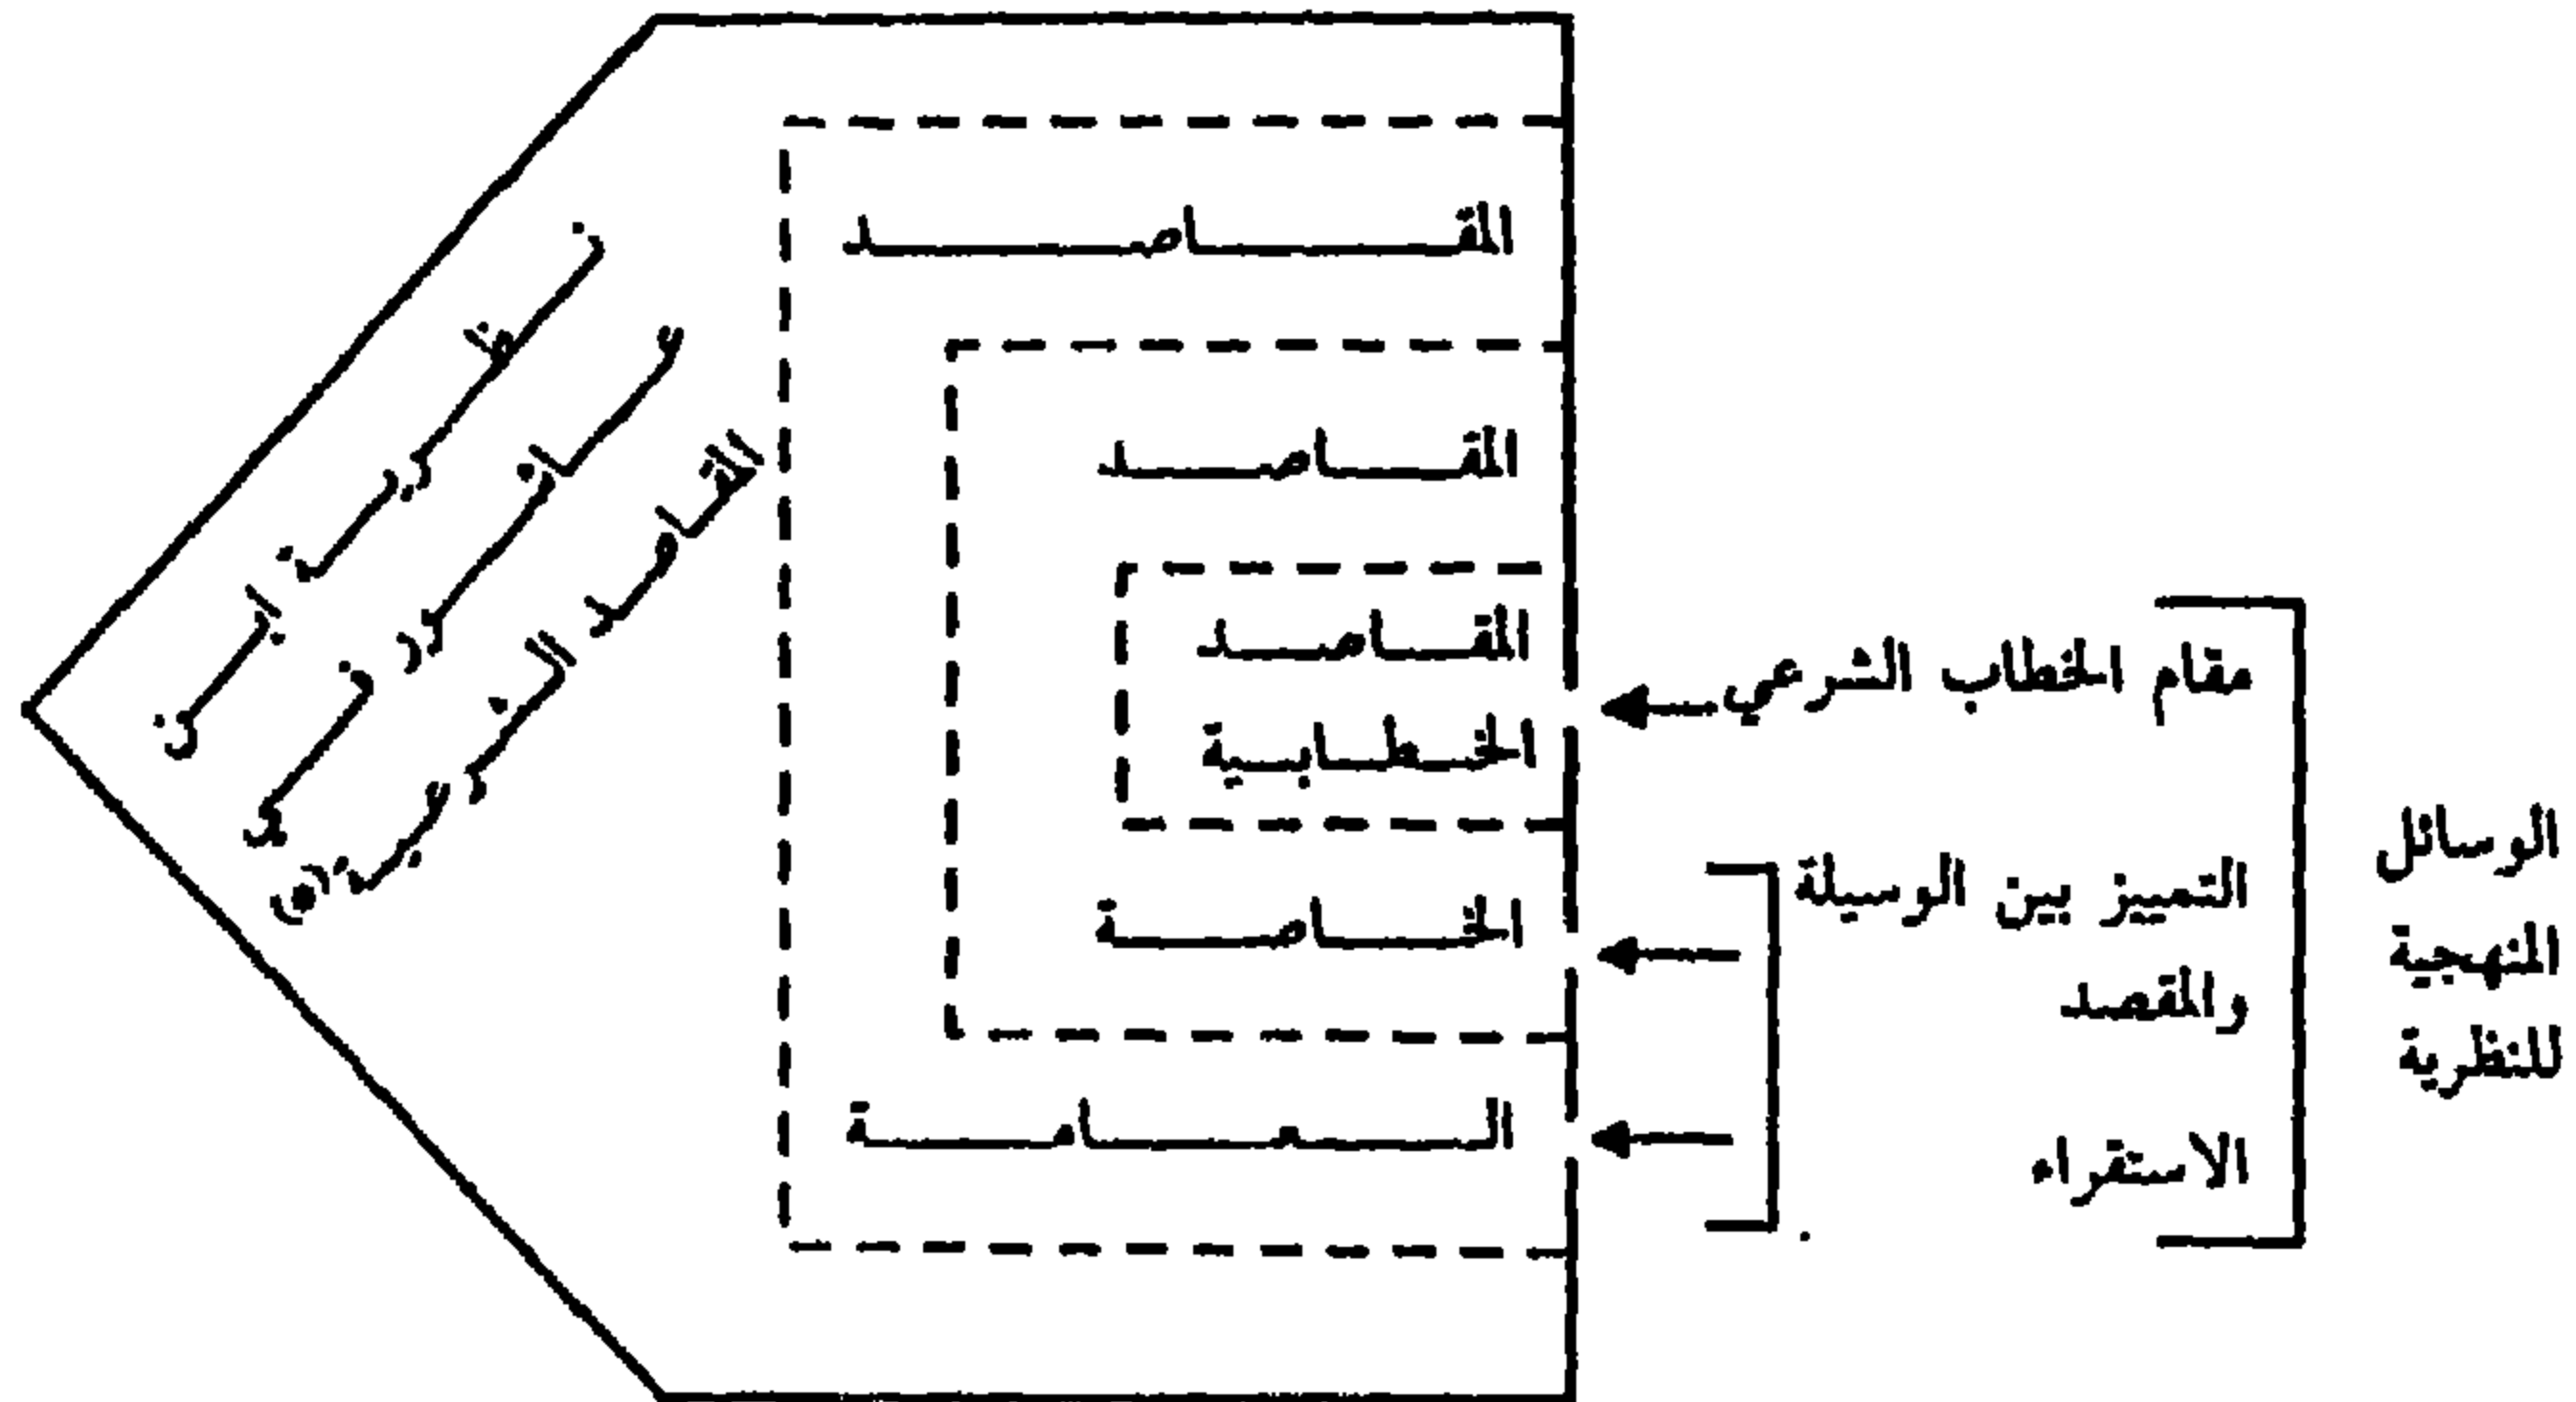 الوسائل
المنهجية
للنظرية
مقام الخطاب الشرعي
التمييز بين الوسيلة
والمقصد
الاستقراء
المقاصد
المقاصد
المقاصد
الخطابية
الخاصة
العامة
نظرية ابن
عاشور في
المقاصد الشرعية(*)